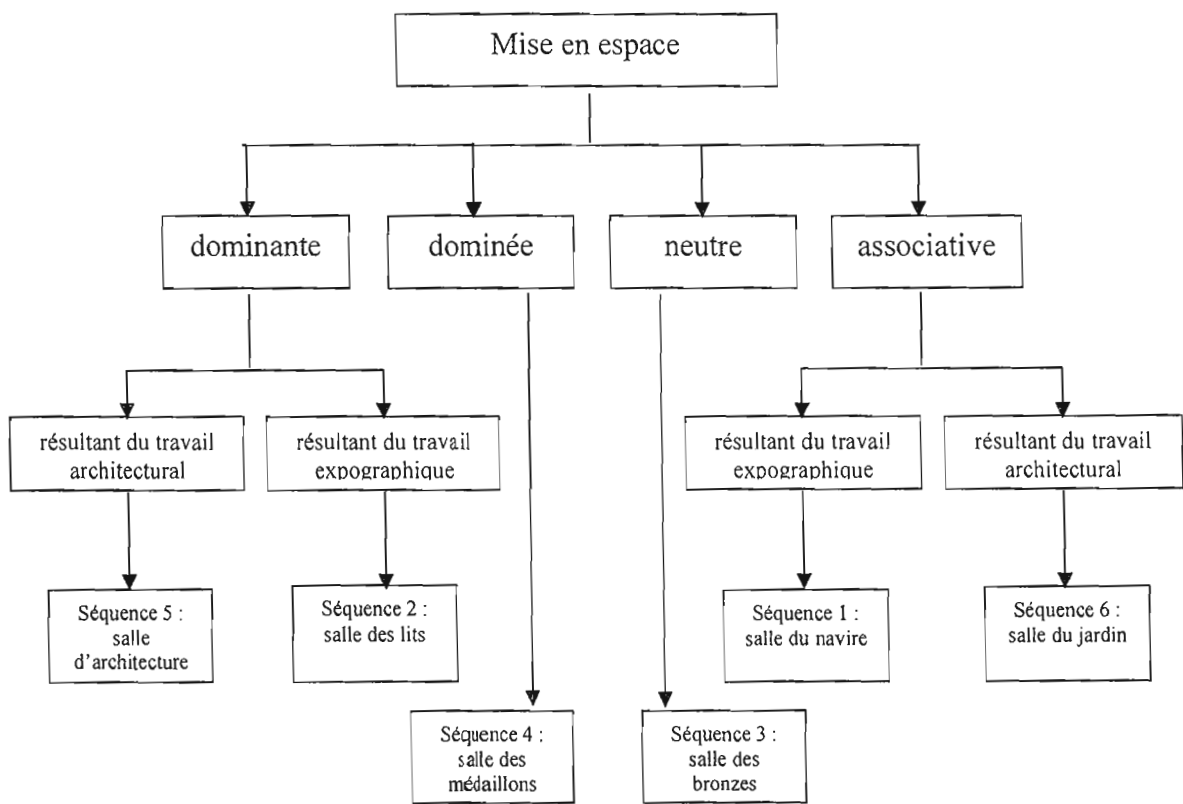 Mise en espace
dominante
dominée
neutre
associative
résultant du travail
architectural
résultant du travail
expographique
résultant du travail
expographique
résultant du travail
architectural
Séquence 5 :
salle
d'architecture
Séquence 2 :
salle des lits
Séquence 1 :
salle du navire
Séquence 6 :
salle du jardin
Séquence 4 :
salle des
médaillons
Séquence 3 :
salle des
bronzes